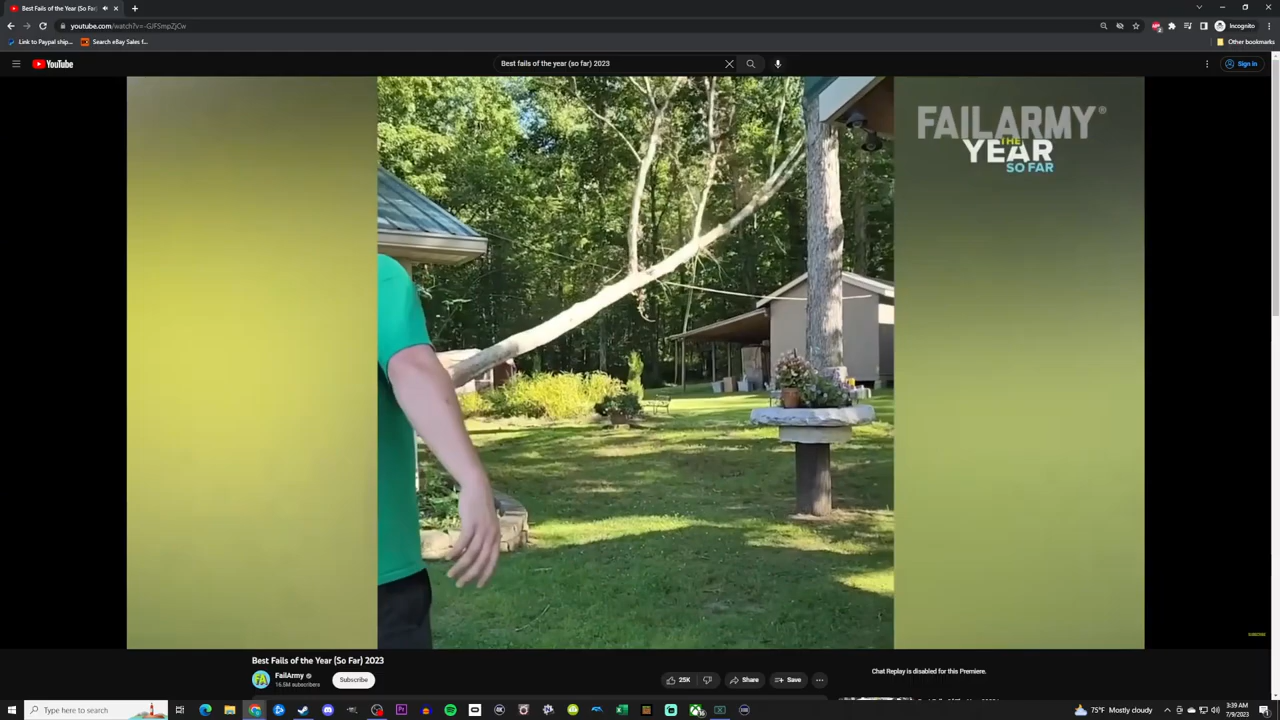 Best Fails of the Year (So Far)
youtube.com/watch?v=-GJFSmpZjCw
Incognito
Link to Paypal ship...
Search eBay Sales f...
Other bookmarks
YouTube
Best fails of the year (so far) 2023
Sign in
FAILARMY®
THE
YEAR
SO FAR
SUBSCRIBE
Best Fails of the Year (So Far) 2023
FailArmy
16.5M subscribers
Subscribe
25K
Share
Save
Chat Replay is disabled for this Premiere.
Type here to search
75°F Mostly cloudy
3:39 AM
7/9/2023